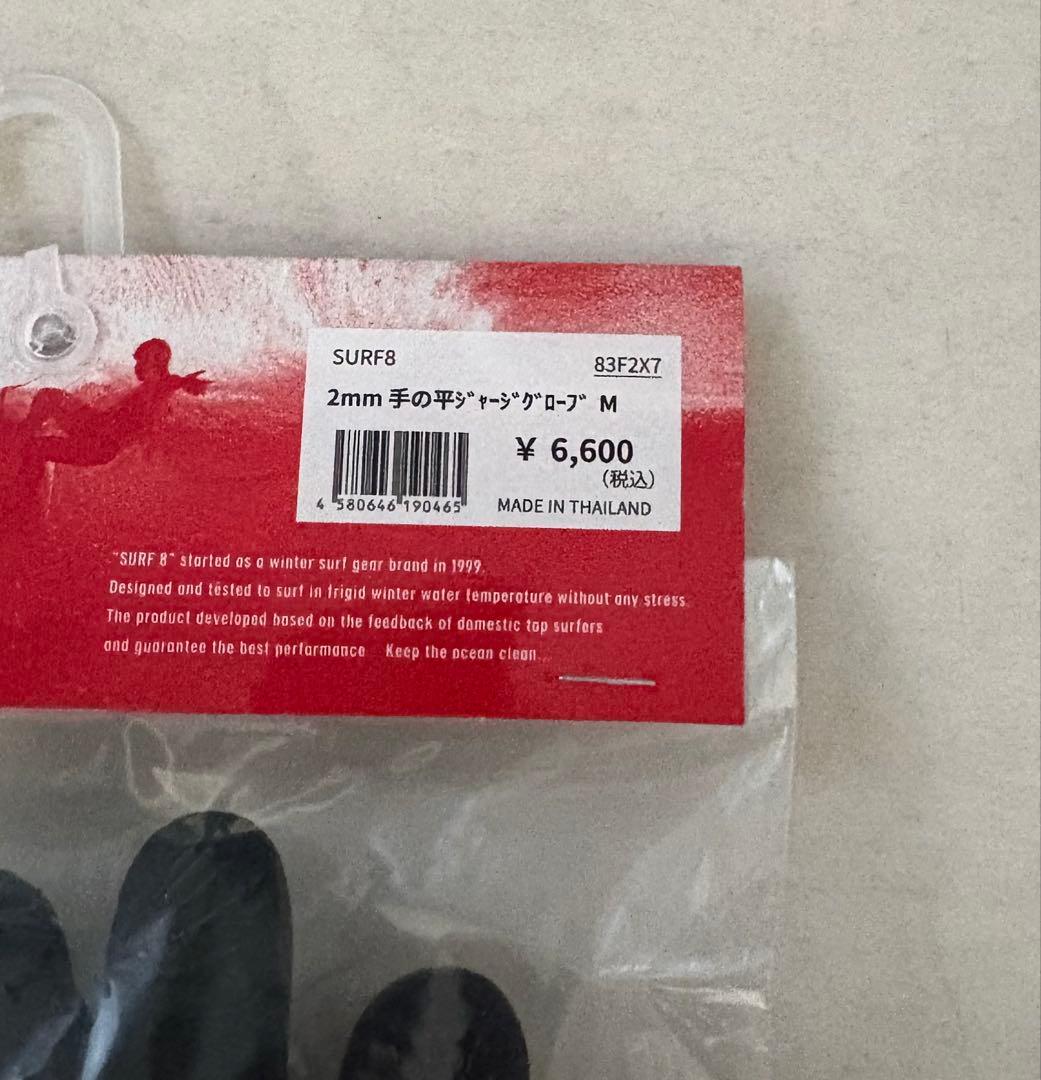 SURF8 83F2X7
2mm 手の平ｼﾞｬｰｼﾞｸﾞﾛｰﾌﾞ M
¥ 6,600
(税込)
4 580646 190465 MADE IN THAILAND
"SURF 8" started as a winter surf gear brand in 1999.
Designed and tested to surf in frigid winter water temperature without any stress.
The product developed based on the feedback of domestic top surfers
and guarantee the best performance Keep the ocean clean...